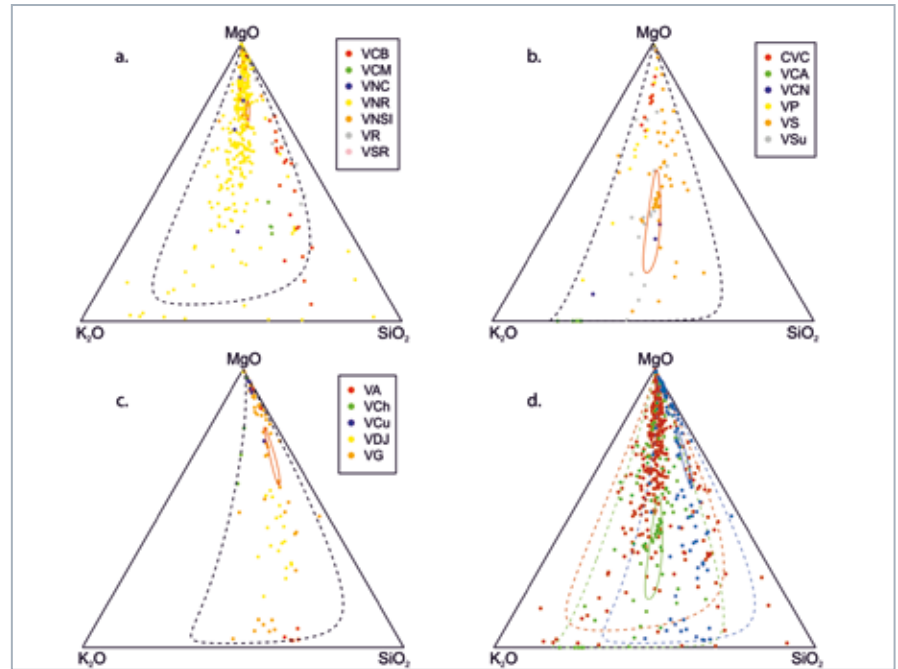 a.
MgO
VCB
VCM
VNC
VNR
VNSI
VR
VSR
K₂O
SiO₂
b.
MgO
CVC
VCA
VCN
VP
VS
VSu
K₂O
SiO₂
c.
MgO
VA
VCh
VCu
VDJ
VG
K₂O
SiO₂
d.
MgO
K₂O
SiO₂